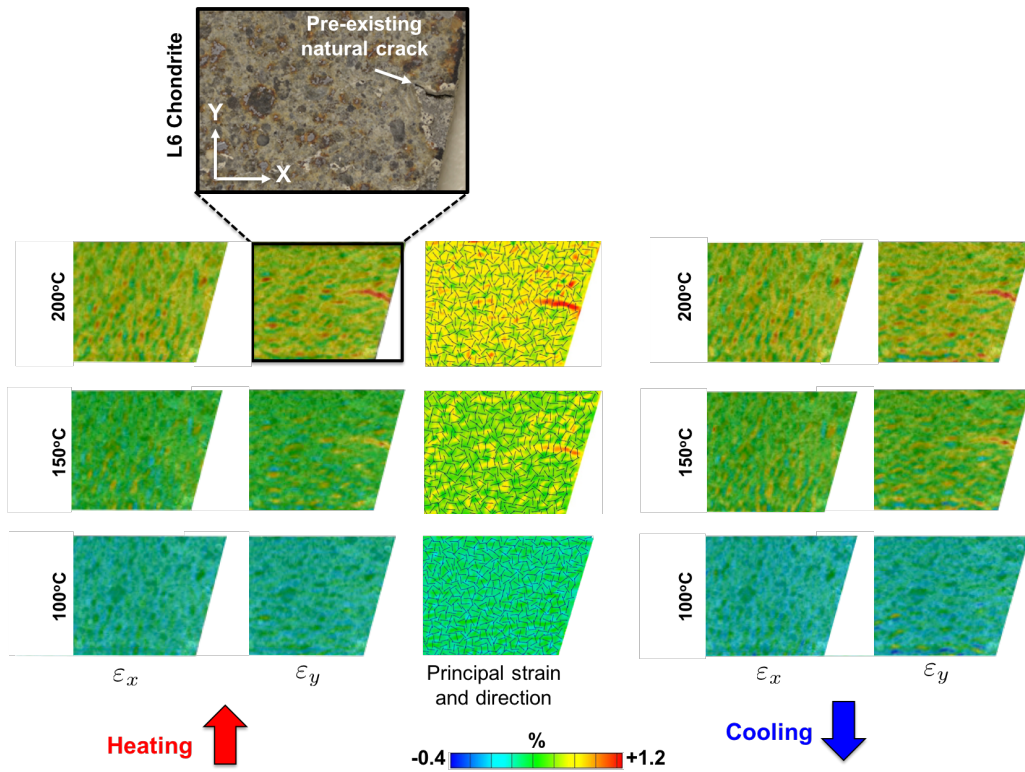 L6 Chondrite
Pre-existing
natural crack
Y
X
200°C
200°C
150°C
150°C
100°C
100°C
εx
εy
Principal strain
and direction
εx
εy
Heating
%
-0.4
+1.2
Cooling